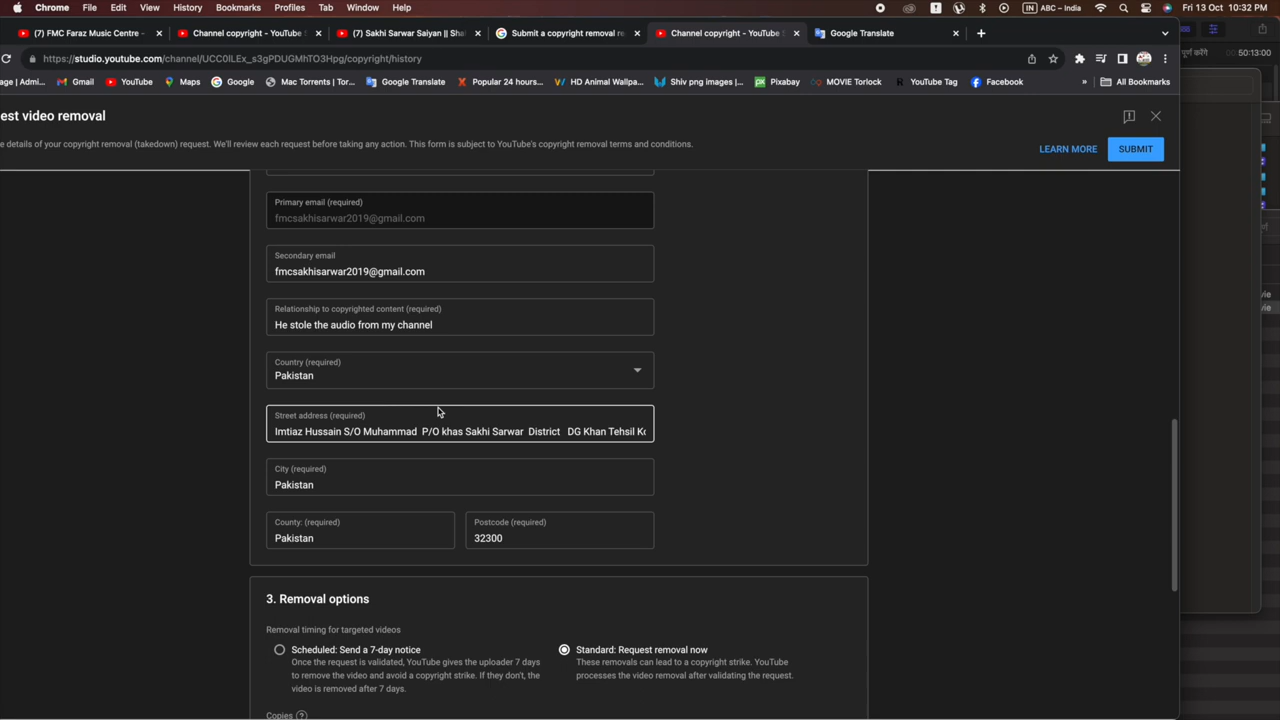 Chrome File Edit View History Bookmarks Profiles Tab Window Help ABC – India Fri 13 Oct 10:32 PM
(7) FMC Faraz Music Centre - Channel copyright - YouTube S (7) Sakhi Sarwar Saiyan || Sha Submit a copyright removal re Channel copyright - YouTube S Google Translate
https://studio.youtube.com/channel/UCC0lLEx_s3gPDUGMhTO3Hpg/copyright/history
पूर्ण करेंगे 50:13:00
age | Admi... Gmail YouTube Maps Google Mac Torrents | Tor... Google Translate Popular 24 hours... HD Animal Wallpa... Shiv png images |... Pixabay MOVIE Torlock YouTube Tag Facebook » All Bookmarks
est video removal
e details of your copyright removal (takedown) request. We'll review each request before taking any action. This form is subject to YouTube's copyright removal terms and conditions.
LEARN MORE SUBMIT
Primary email (required)
fmcsakhisarwar2019@gmail.com
Secondary email
fmcsakhisarwar2019@gmail.com
Relationship to copyrighted content (required)
He stole the audio from my channel
Country (required)
Pakistan
Street address (required)
Imtiaz Hussain S/O Muhammad P/O khas Sakhi Sarwar District DG Khan Tehsil Ko
City (required)
Pakistan
County: (required) Postcode (required)
Pakistan 32300
3. Removal options
Removal timing for targeted videos
Scheduled: Send a 7-day notice
Once the request is validated, YouTube gives the uploader 7 days
to remove the video and avoid a copyright strike. If they don't, the
video is removed after 7 days.
Standard: Request removal now
These removals can lead to a copyright strike. YouTube
processes the video removal after validating the request.
Copies